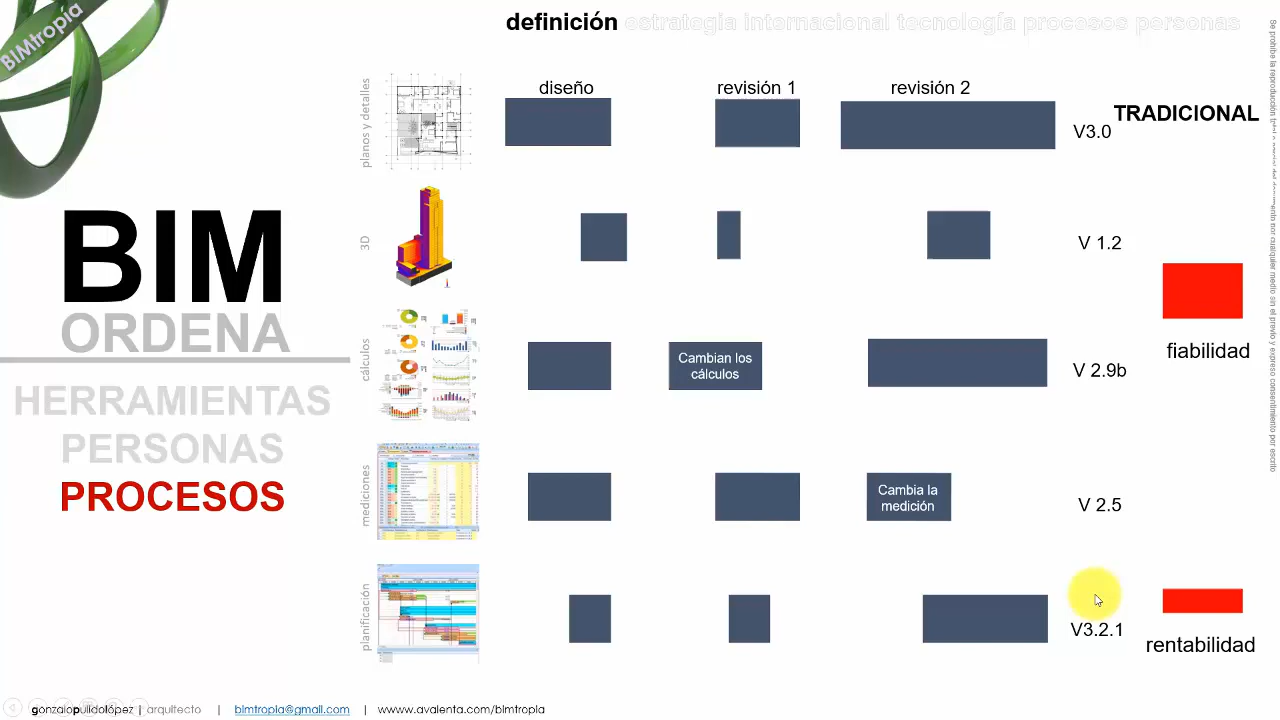 BIMtropía
definición estrategia internacional tecnología procesos personas
BIM
ORDENA
HERRAMIENTAS
PERSONAS
PROCESOS
diseño
revisión 1
revisión 2
TRADICIONAL
planos y detalles
V3.0
3D
V 1.2
cálculos
Cambian los
cálculos
V 2.9b
fiabilidad
mediciones
Cambia la
medición
V 2.5
planificación
V3.2.1
rentabilidad
gonzalopulidolópez | arquitecto | bimtropia@gmail.com | wwww.avalenta.com/bimtropia